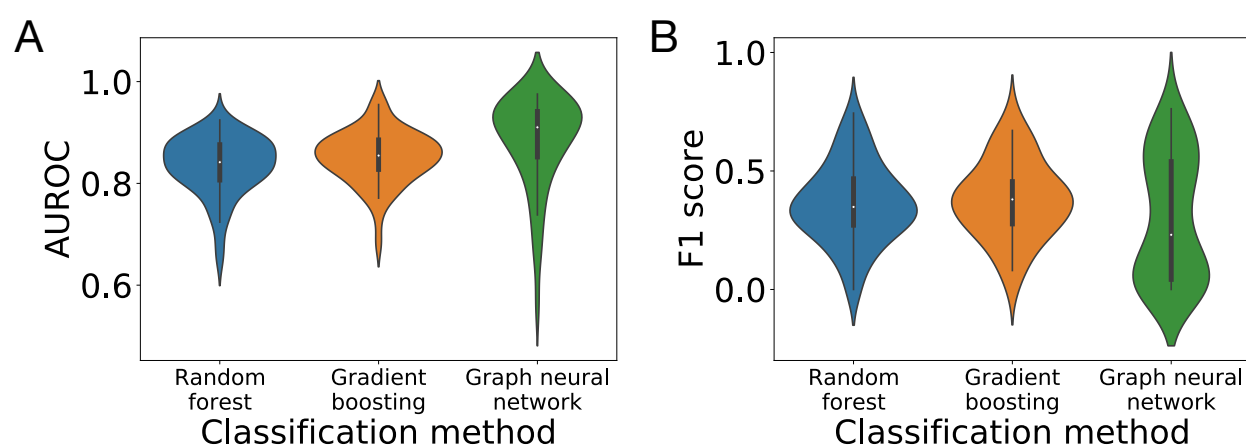 A
AUROC
1.0
0.8
0.6
Random
forest
Gradient
boosting
Graph neural
network
Classification method
B
F1 score
1.0
0.5
0.0
Random
forest
Gradient
boosting
Graph neural
network
Classification method